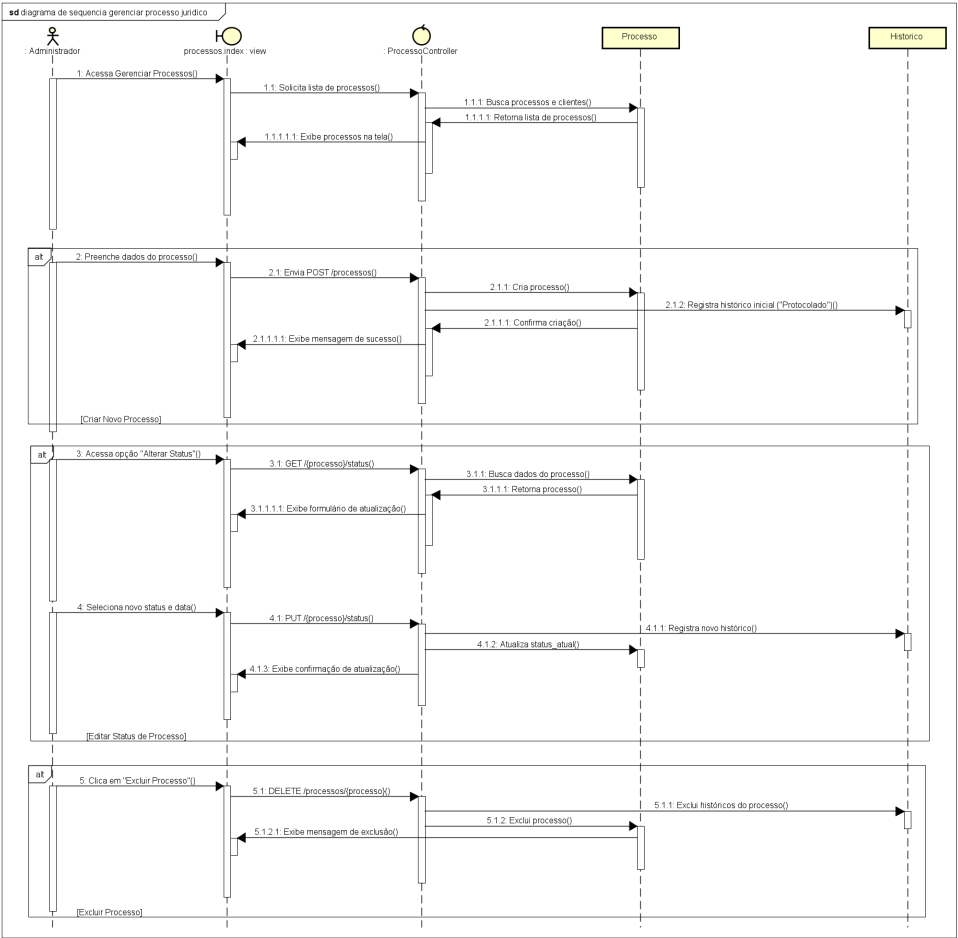 sd diagrama de sequencia gerenciar processo juridico
: Administrador
processos.index : view
: ProcessoController
Processo
Historico
1: Acessa Gerenciar Processos()
1.1: Solicita lista de processos()
1.1.1: Busca processos e clientes()
1.1.1.1: Retorna lista de processos()
1.1.1.1.1: Exibe processos na tela()
alt
2: Preenche dados do processo()
2.1: Envia POST /processos()
2.1.1: Cria processo()
2.1.2: Registra histórico inicial ("Protocolado")()
2.1.1.1: Confirma criação()
2.1.1.1.1: Exibe mensagem de sucesso()
[Criar Novo Processo]
alt
3: Acessa opção "Alterar Status"()
3.1: GET /{processo}/status()
3.1.1: Busca dados do processo()
3.1.1.1: Retorna processo()
3.1.1.1.1: Exibe formulário de atualização()
4: Seleciona novo status e data()
4.1: PUT /{processo}/status()
4.1.1: Registra novo histórico()
4.1.2: Atualiza status_atual()
4.1.3: Exibe confirmação de atualização()
[Editar Status de Processo]
alt
5: Clica em "Excluir Processo"()
5.1: DELETE /processos/{processo}()
5.1.1: Exclui históricos do processo()
5.1.2: Exclui processo()
5.1.2.1: Exibe mensagem de exclusão()
[Excluir Processo]